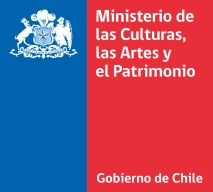 Ministerio de
las Culturas,
las Artes y
el Patrimonio
Gobierno de Chile